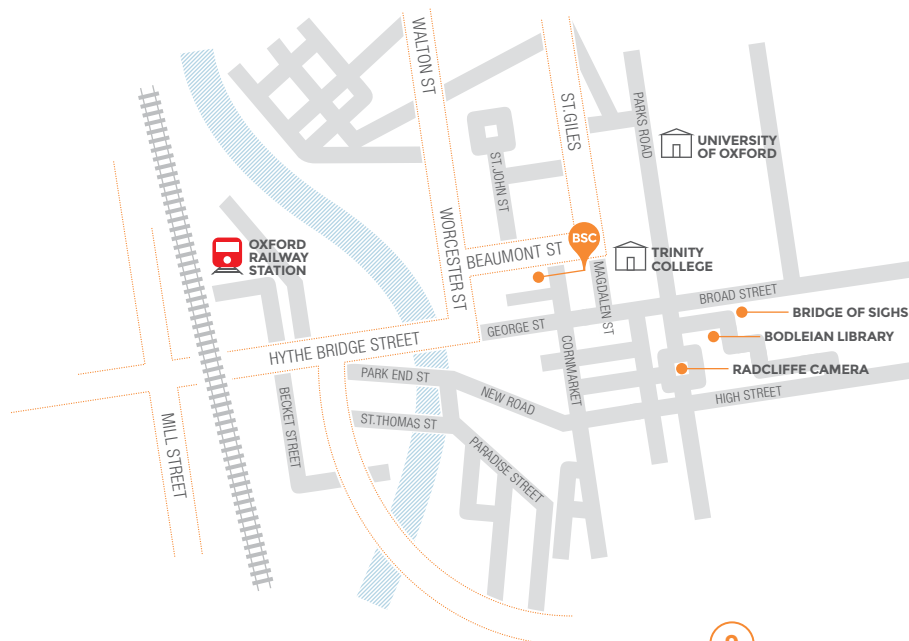 WALTON ST
ST.GILES
PARKS ROAD
UNIVERSITY
OF OXFORD
ST.JOHN ST
WORCESTER ST
OXFORD
RAILWAY
STATION
BEAUMONT ST
BSC
TRINITY
COLLEGE
MAGDALEN ST
BROAD STREET
BRIDGE OF SIGHS
BODLEIAN LIBRARY
GEORGE ST
HYTHE BRIDGE STREET
CORNMARKET
RADCLIFFE CAMERA
PARK END ST
NEW ROAD
HIGH STREET
BECKET STREET
MILL STREET
ST.THOMAS ST
PARADISE STREET